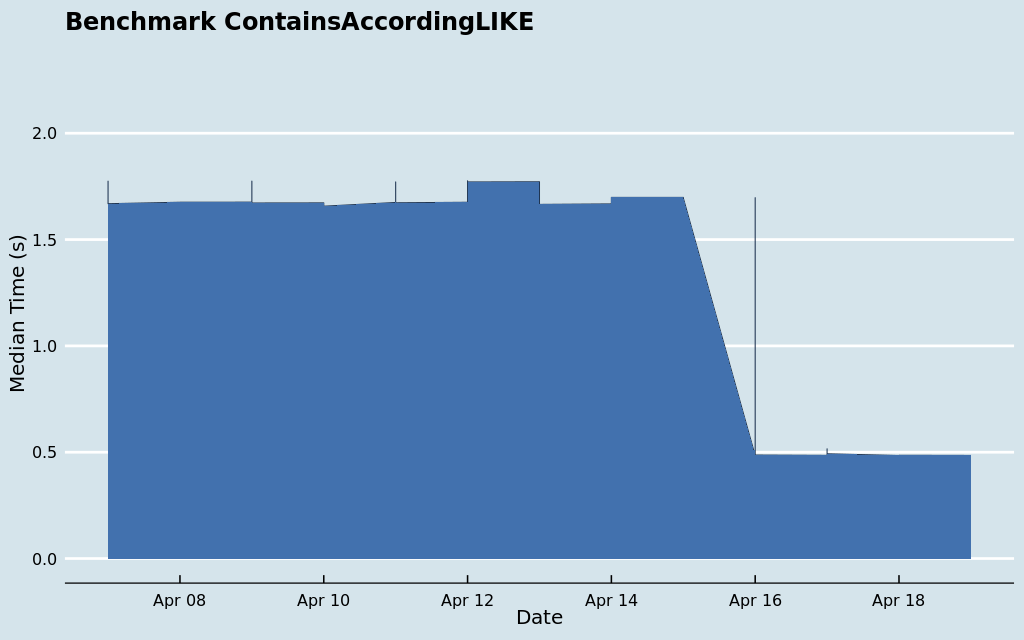 Benchmark ContainsAccordingLIKE
2.0
1.5
1.0
0.5
0.0
Median Time (s)
Apr 08 Apr 10 Apr 12 Apr 14 Apr 16 Apr 18
Date